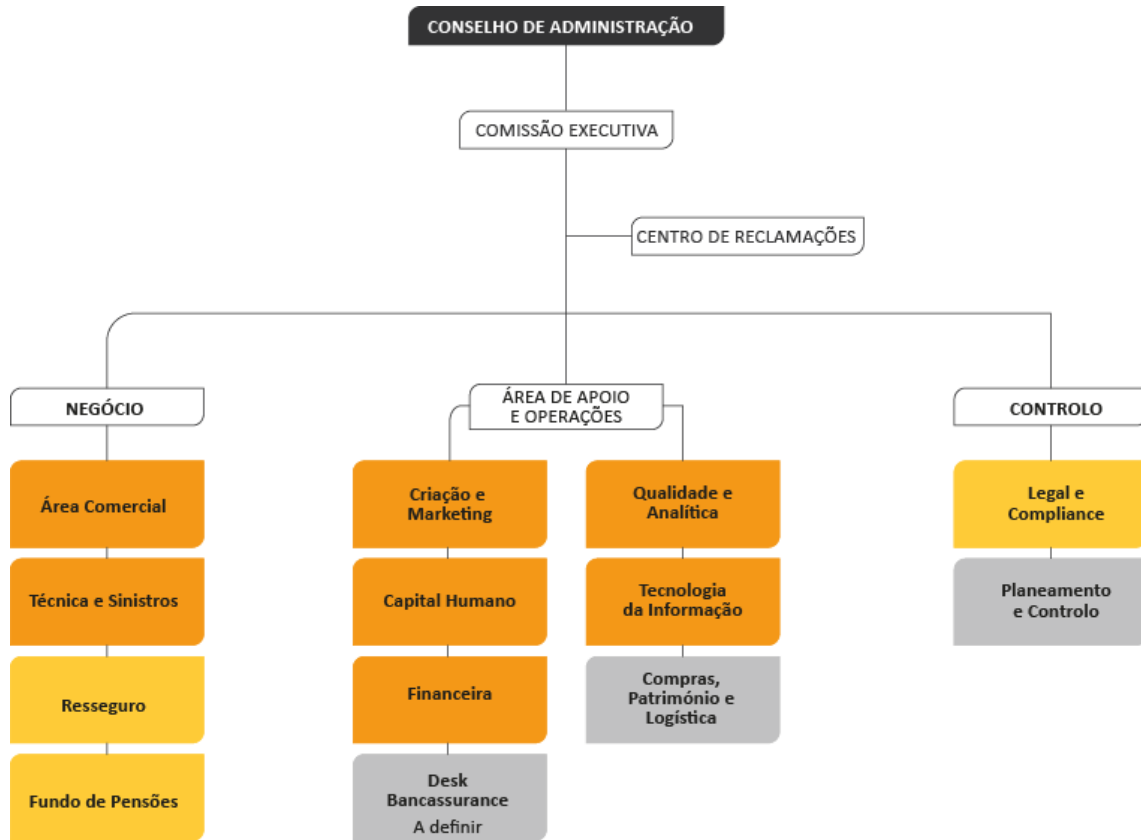 CONSELHO DE ADMINISTRAÇÃO
COMISSÃO EXECUTIVA
CENTRO DE RECLAMAÇÕES
NEGÓCIO
ÁREA DE APOIO
E OPERAÇÕES
CONTROLO
Área Comercial
Técnica e Sinistros
Resseguro
Fundo de Pensões
Criação e
Marketing
Capital Humano
Financeira
Desk
Bancassurance
A definir
Qualidade e
Analítica
Tecnologia
da Informação
Compras,
Património e
Logística
Legal e
Compliance
Planeamento
e Controlo